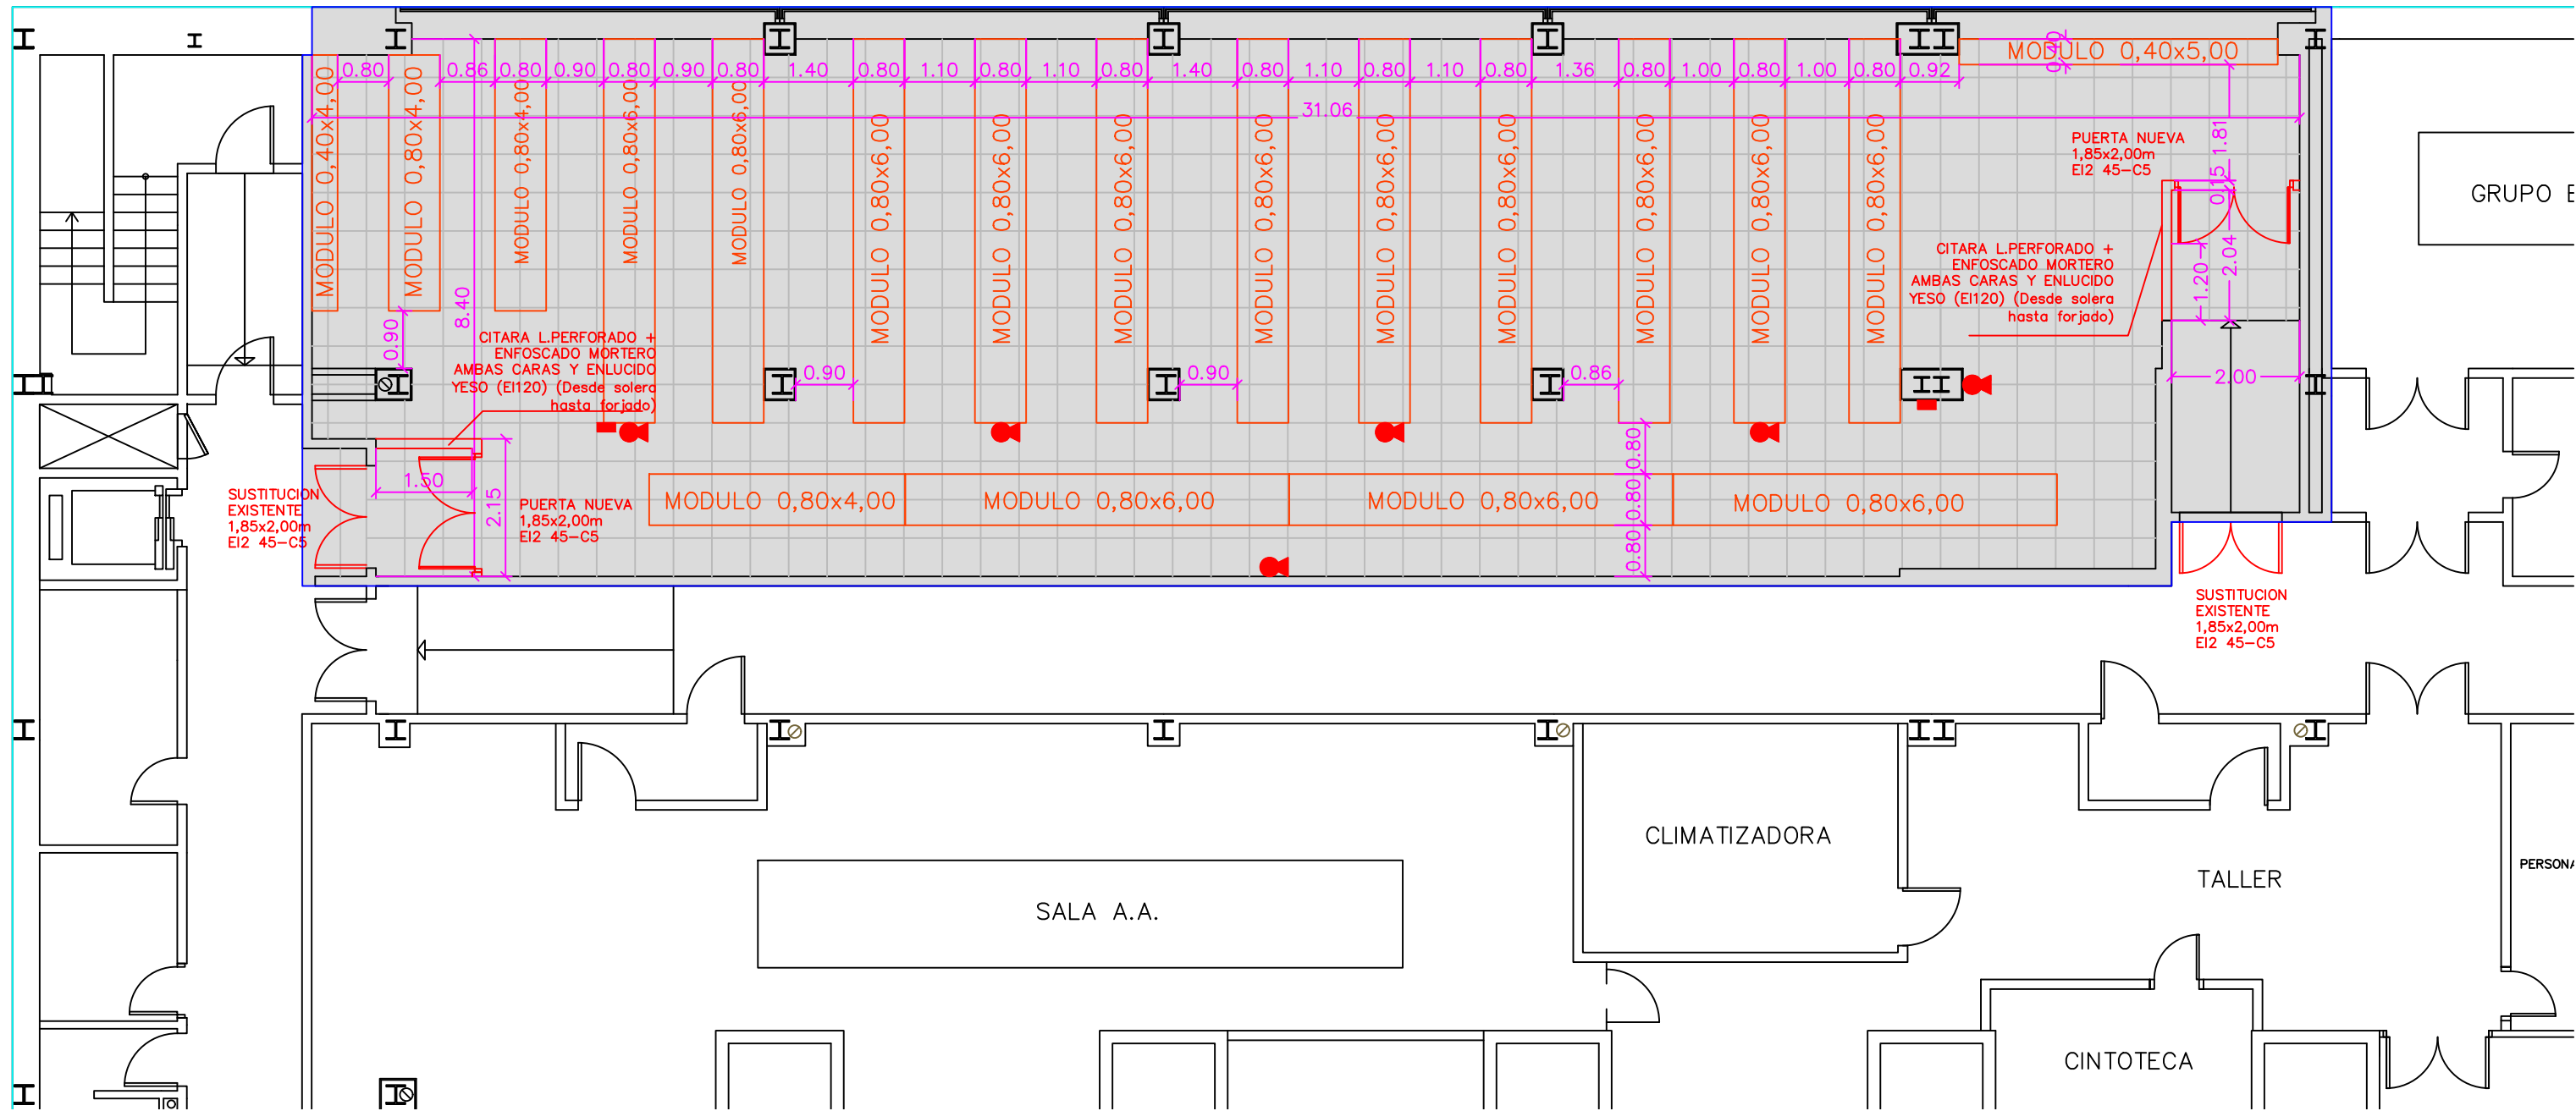 MODULO 0,40x5,00
0.40
0.80
0.86
0.80
0.90
0.80
0.90
0.80
1.40
0.80
1.10
0.80
1.10
0.80
1.40
0.80
1.10
0.80
1.10
0.80
1.36
0.80
1.00
0.80
1.00
0.80
0.92
31.06
MODULO 0,40x4,00
MODULO 0,80x4,00
MODULO 0,80x4,00
MODULO 0,80x6,00
MODULO 0,80x6,00
MODULO 0,80x6,00
MODULO 0,80x6,00
MODULO 0,80x6,00
MODULO 0,80x6,00
MODULO 0,80x6,00
MODULO 0,80x6,00
MODULO 0,80x6,00
MODULO 0,80x6,00
MODULO 0,80x6,00
PUERTA NUEVA
1,85x2,00m
EI2 45-C5
1.81
0.15
2.04
1.20
GRUPO E
CITARA L.PERFORADO +
ENFOSCADO MORTERO
AMBAS CARAS Y ENLUCIDO
YESO (EI120) (Desde solera
hasta forjado)
8.40
0.90
CITARA L.PERFORADO +
ENFOSCADO MORTERO
AMBAS CARAS Y ENLUCIDO
YESO (EI120) (Desde solera
hasta forjado)
0.90
0.90
0.86
2.00
1.50
2.15
0.80
0.80
0.80
SUSTITUCION
EXISTENTE
1,85x2,00m
EI2 45-C5
PUERTA NUEVA
1,85x2,00m
EI2 45-C5
MODULO 0,80x4,00
MODULO 0,80x6,00
MODULO 0,80x6,00
MODULO 0,80x6,00
SUSTITUCION
EXISTENTE
1,85x2,00m
EI2 45-C5
CLIMATIZADORA
TALLER
PERSONA
SALA A.A.
CINTOTECA